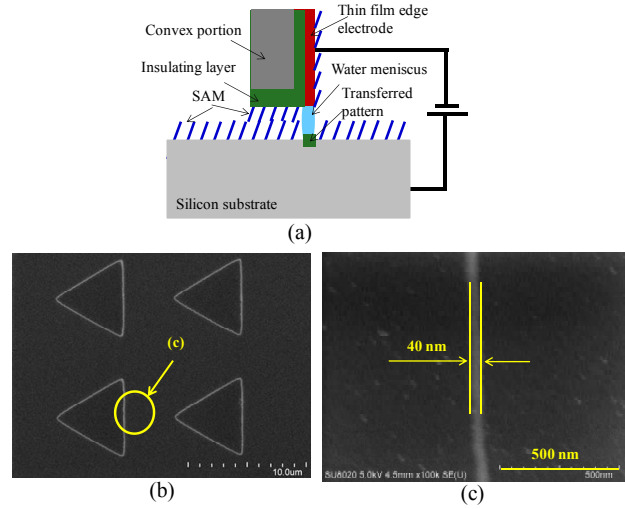 Convex portion
Insulating layer
SAM
Thin film edge
electrode
Water meniscus
Transferred
pattern
Silicon substrate
(a)
(c)
10.0um
(b)
40 nm
500 nm
SU8020 5.0kV 4.5mm x100k SE(U)
500nm
(c)